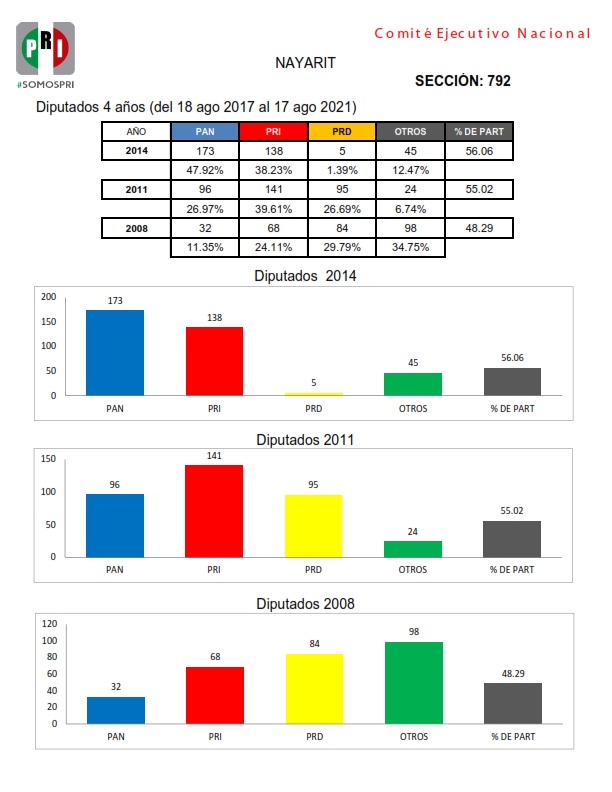 Comité Ejecutivo Nacional
PRI
#SOMOSPRI
NAYARIT
SECCIÓN: 792
Diputados 4 años (del 18 ago 2017 al 17 ago 2021)
AÑO PAN PRI PRD OTROS % DE PART
2014 173 138 5 45 56.06
47.92% 38.23% 1.39% 12.47%
2011 96 141 95 24 55.02
26.97% 39.61% 26.69% 6.74%
2008 32 68 84 98 48.29
11.35% 24.11% 29.79% 34.75%
Diputados 2014
200
150
100
50
0
173
138
5
45
56.06
PAN PRI PRD OTROS % DE PART
Diputados 2011
150
100
50
0
96
141
95
24
55.02
PAN PRI PRD OTROS % DE PART
Diputados 2008
120
100
80
60
40
20
0
32
68
84
98
48.29
PAN PRI PRD OTROS % DE PART